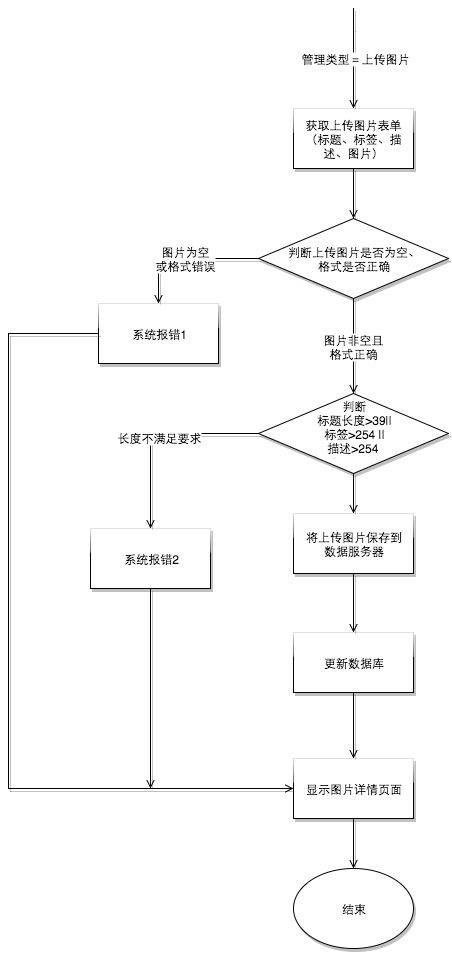 管理类型 = 上传图片
获取上传图片表单
（标题、标签、描
述、图片）
判断上传图片是否为空、
格式是否正确
图片为空
或格式错误
系统报错1
图片非空且
格式正确
判断
标题长度>39||
标签>254 ||
描述>254
长度不满足要求
将上传图片保存到
数据服务器
系统报错2
更新数据库
显示图片详情页面
结束